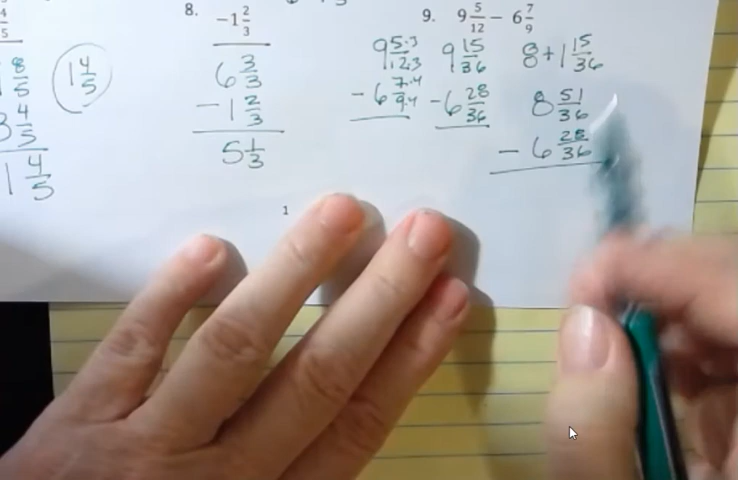 4/5
8/5
3 4/5
1 4/5
1 4/5
8.
-1 2/3
6 3/3
- 1 2/3
5 1/3
9. 9 5/12 - 6 7/9
9 5·3/12·3 9 15/36 8 + 1 15/36
- 6 7·4/9·4 - 6 28/36 8 51/36
- 6 28/36
1